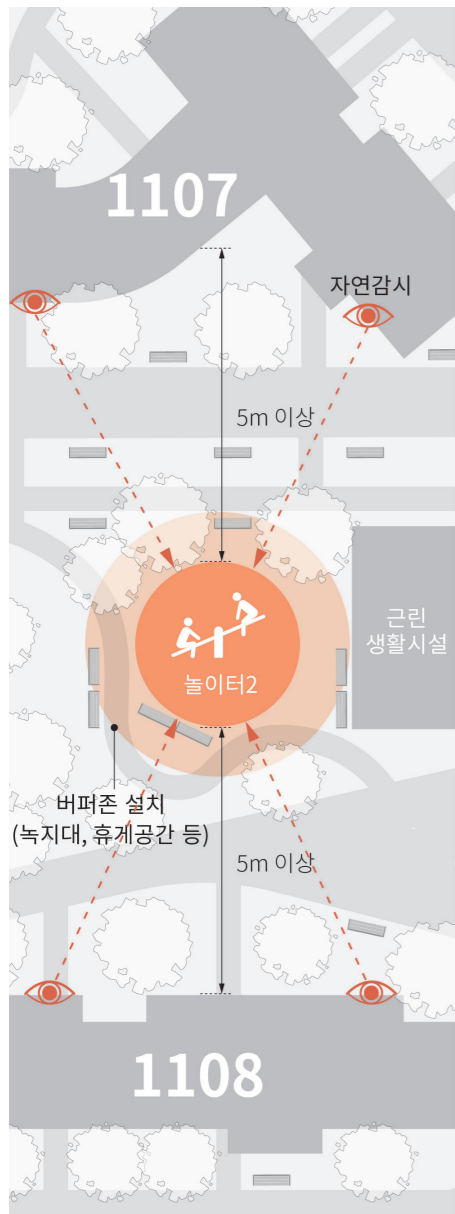 1107
자연감시
5m 이상
근린
생활시설
놀이터2
버퍼존 설치
(녹지대, 휴게공간 등)
5m 이상
1108